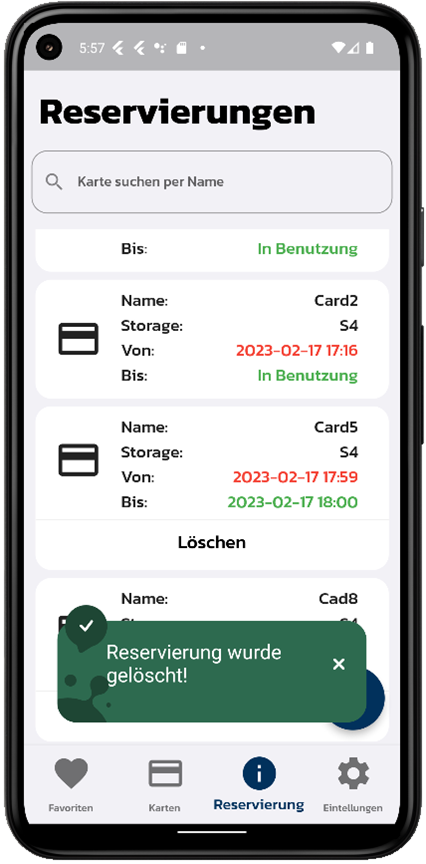 5:57
Reservierungen
Karte suchen per Name
Bis: In Benutzung
Name: Card2
Storage: S4
Von: 2023-02-17 17:16
Bis: In Benutzung
Name: Card5
Storage: S4
Von: 2023-02-17 17:59
Bis: 2023-02-17 18:00
Löschen
Name: Cad8
Reservierung wurde
gelöscht!
Favoriten
Karten
Reservierung
Einstellungen